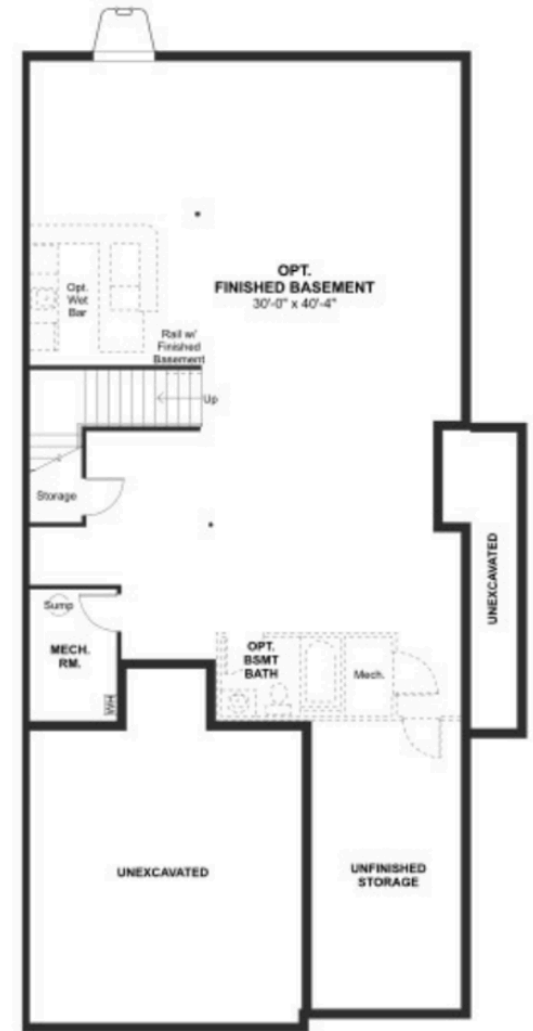 OPT.
FINISHED BASEMENT
30'-0" x 40'-4"
Opt.
Wet
Bar
Rail w/
Finished
Basement
Up
Storage
UNEXCAVATED
Sump
MECH.
RM.
WH
OPT.
BSMT
BATH
Mech.
UNEXCAVATED
UNFINISHED
STORAGE